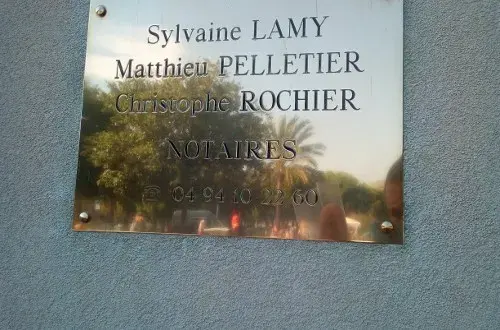 Sylvaine LAMY
Matthieu PELLETIER
Christophe ROCHIER
NOTAIRES
☎ 04 94 10 22 60